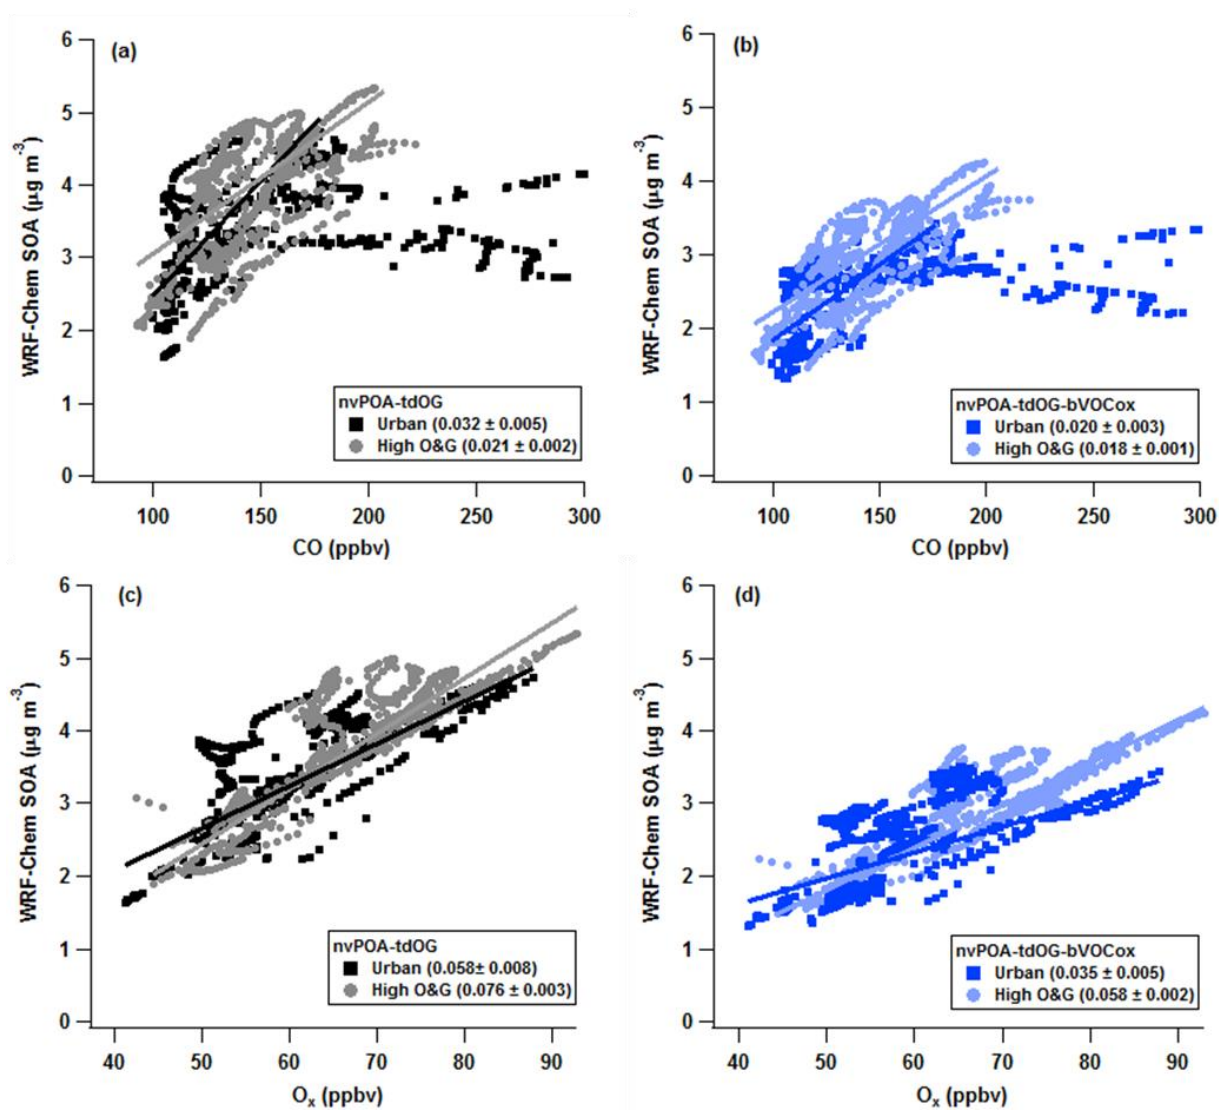 (a)
6
5
4
3
2
1
0
WRF-Chem SOA (µg m-3)
nvPOA-tdOG
Urban (0.032 ± 0.005)
High O&G (0.021 ± 0.002)
100 150 200 250 300
CO (ppbv)
(b)
6
5
4
3
2
1
0
WRF-Chem SOA (µg m-3)
nvPOA-tdOG-bVOCox
Urban (0.020 ± 0.003)
High O&G (0.018 ± 0.001)
100 150 200 250 300
CO (ppbv)
(c)
6
5
4
3
2
1
0
WRF-Chem SOA (µg m-3)
nvPOA-tdOG
Urban (0.058± 0.008)
High O&G (0.076 ± 0.003)
40 50 60 70 80 90
Ox (ppbv)
(d)
6
5
4
3
2
1
0
WRF-Chem SOA (µg m-3)
nvPOA-tdOG-bVOCox
Urban (0.035 ± 0.005)
High O&G (0.058 ± 0.002)
40 50 60 70 80 90
Ox (ppbv)